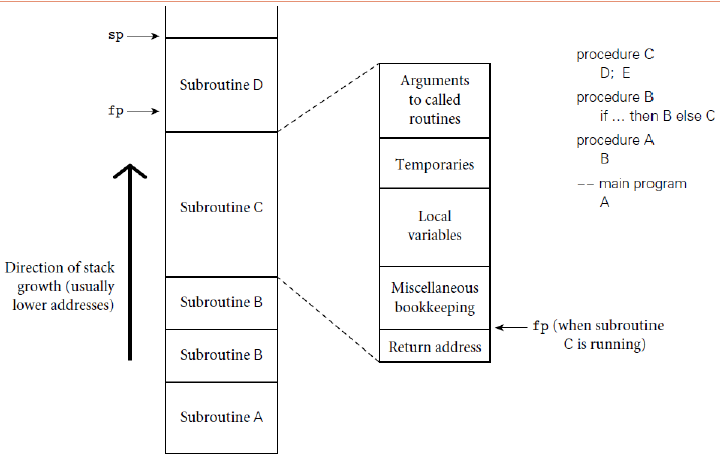 sp
fp
Subroutine D
Subroutine C
Subroutine B
Subroutine B
Subroutine A
Direction of stack
growth (usually
lower addresses)
Arguments
to called
routines
Temporaries
Local
variables
Miscellaneous
bookkeeping
Return address
fp (when subroutine
C is running)
procedure C
D; E
procedure B
if ... then B else C
procedure A
B
-- main program
A